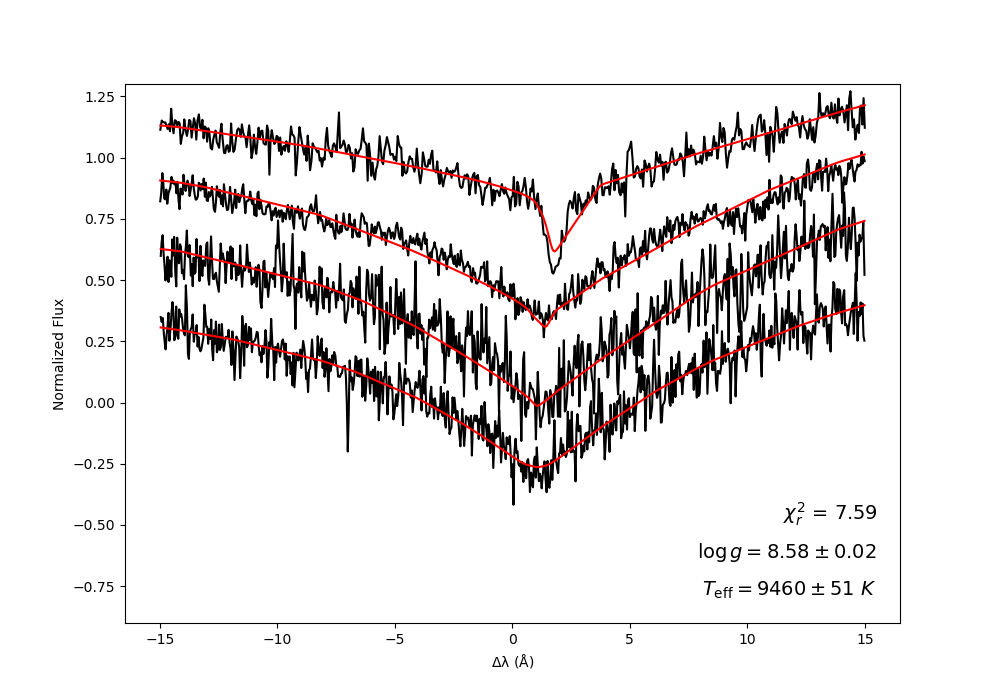 1.25
1.00
0.75
0.50
0.25
0.00
−0.25
−0.50
−0.75
Normalized Flux
χ²ᵣ = 7.59
log g = 8.58 ± 0.02
T_eff = 9460 ± 51 K
−15 −10 −5 0 5 10 15
Δλ (Å)